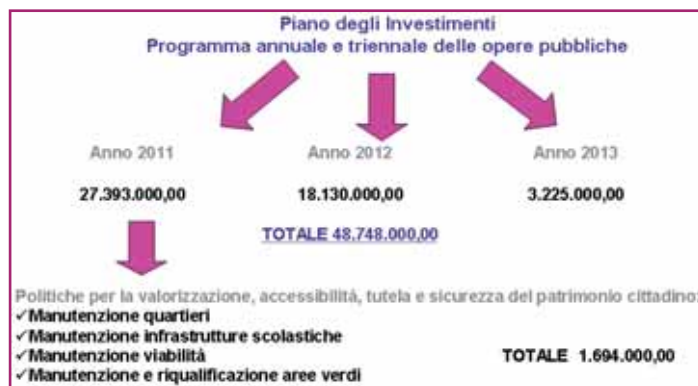 Piano degli Investimenti
Programma annuale e triennale delle opere pubbliche
Anno 2011 Anno 2012 Anno 2013
27.393.000,00 18.130.000,00 3.225.000,00
TOTALE 48.748.000,00
Politiche per la valorizzazione, accessibilità, tutela e sicurezza del patrimonio cittadino:
✓Manutenzione quartieri
✓Manutenzione infrastrutture scolastiche
✓Manutenzione viabilità TOTALE 1.694.000,00
✓Manutenzione e riqualificazione aree verdi